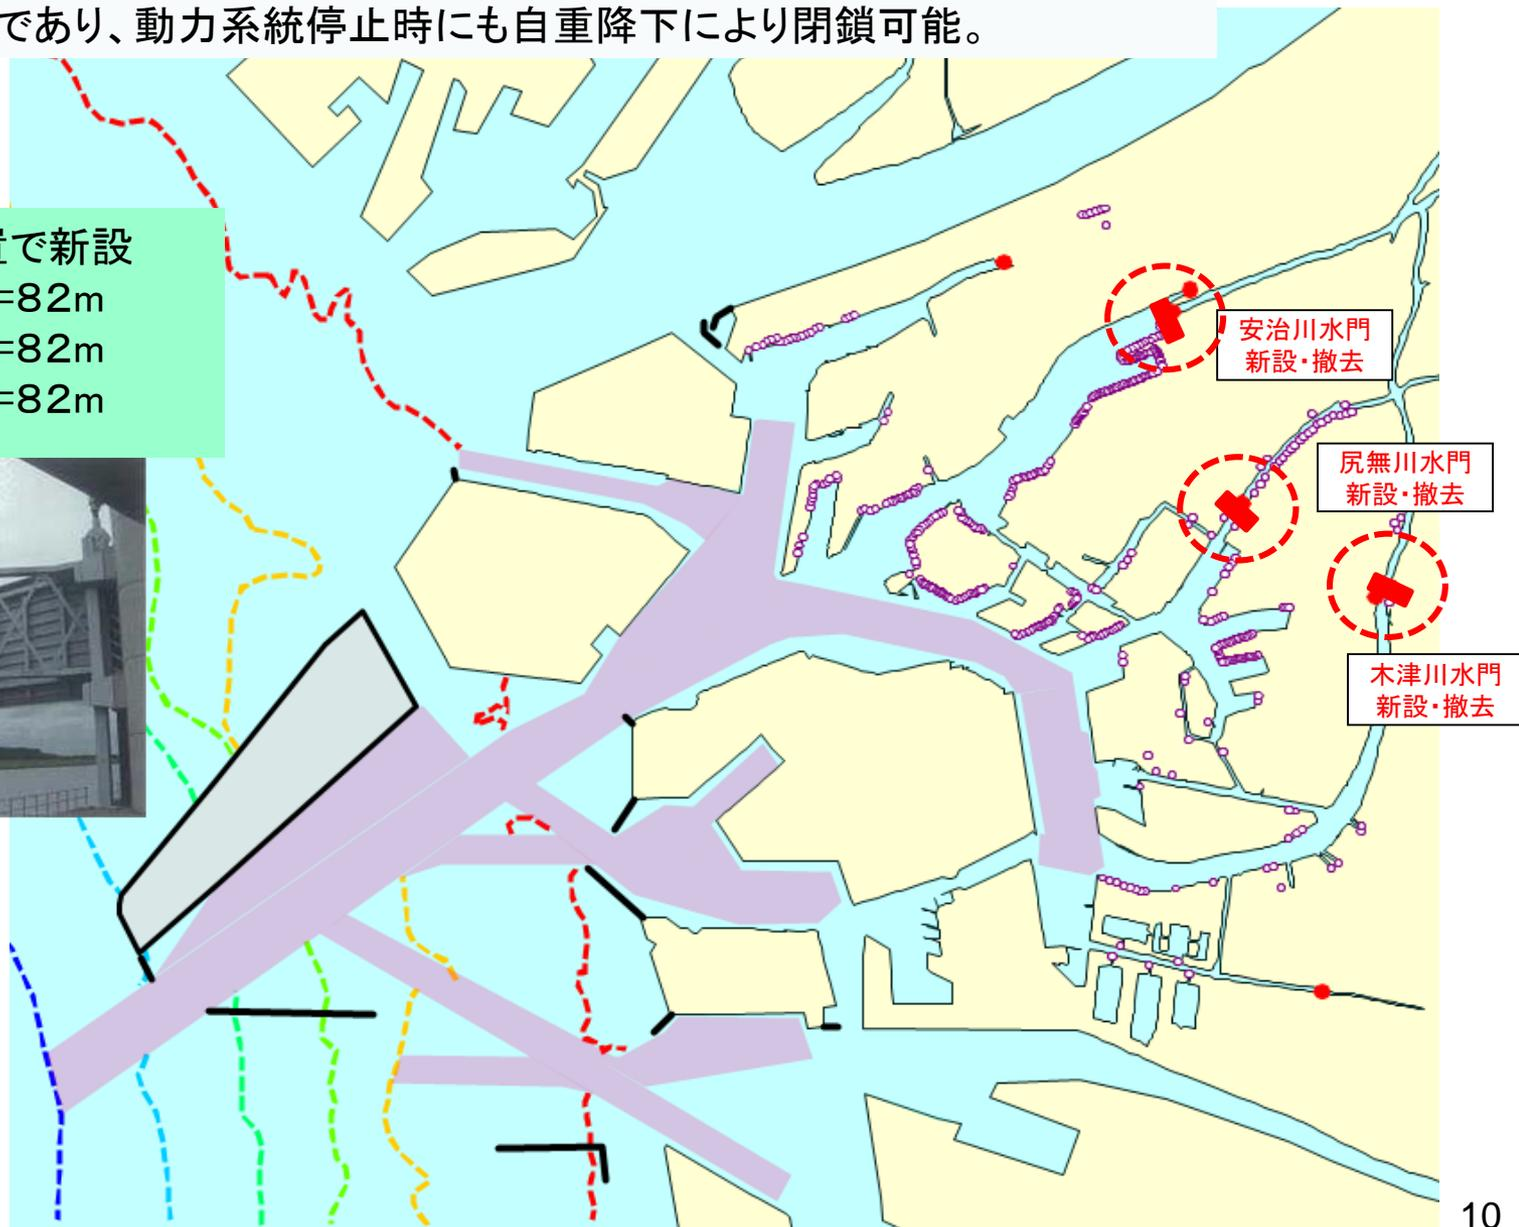 であり、動力系統停止時にも自重降下により閉鎖可能。
で新設
=82m
=82m
=82m
安治川水門
新設・撤去
尻無川水門
新設・撤去
木津川水門
新設・撤去
10